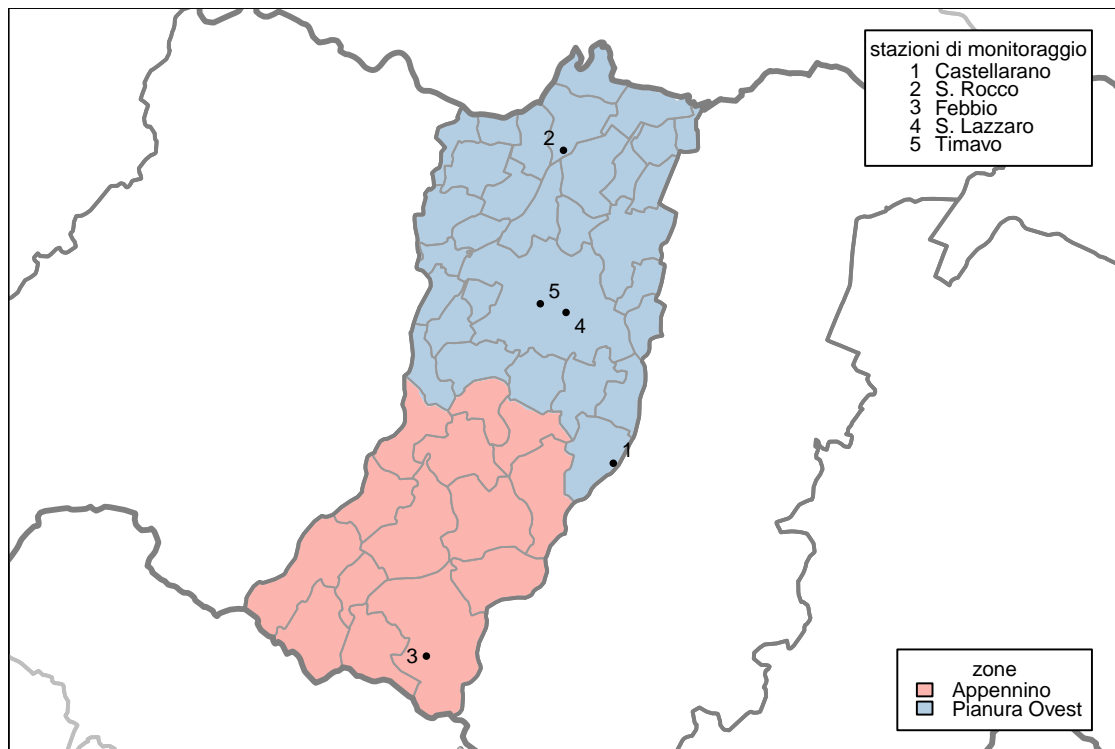 stazioni di monitoraggio
1 Castellarano
2 S. Rocco
3 Febbio
4 S. Lazzaro
5 Timavo
2
5
4
1
3
zone
Appennino
Pianura Ovest